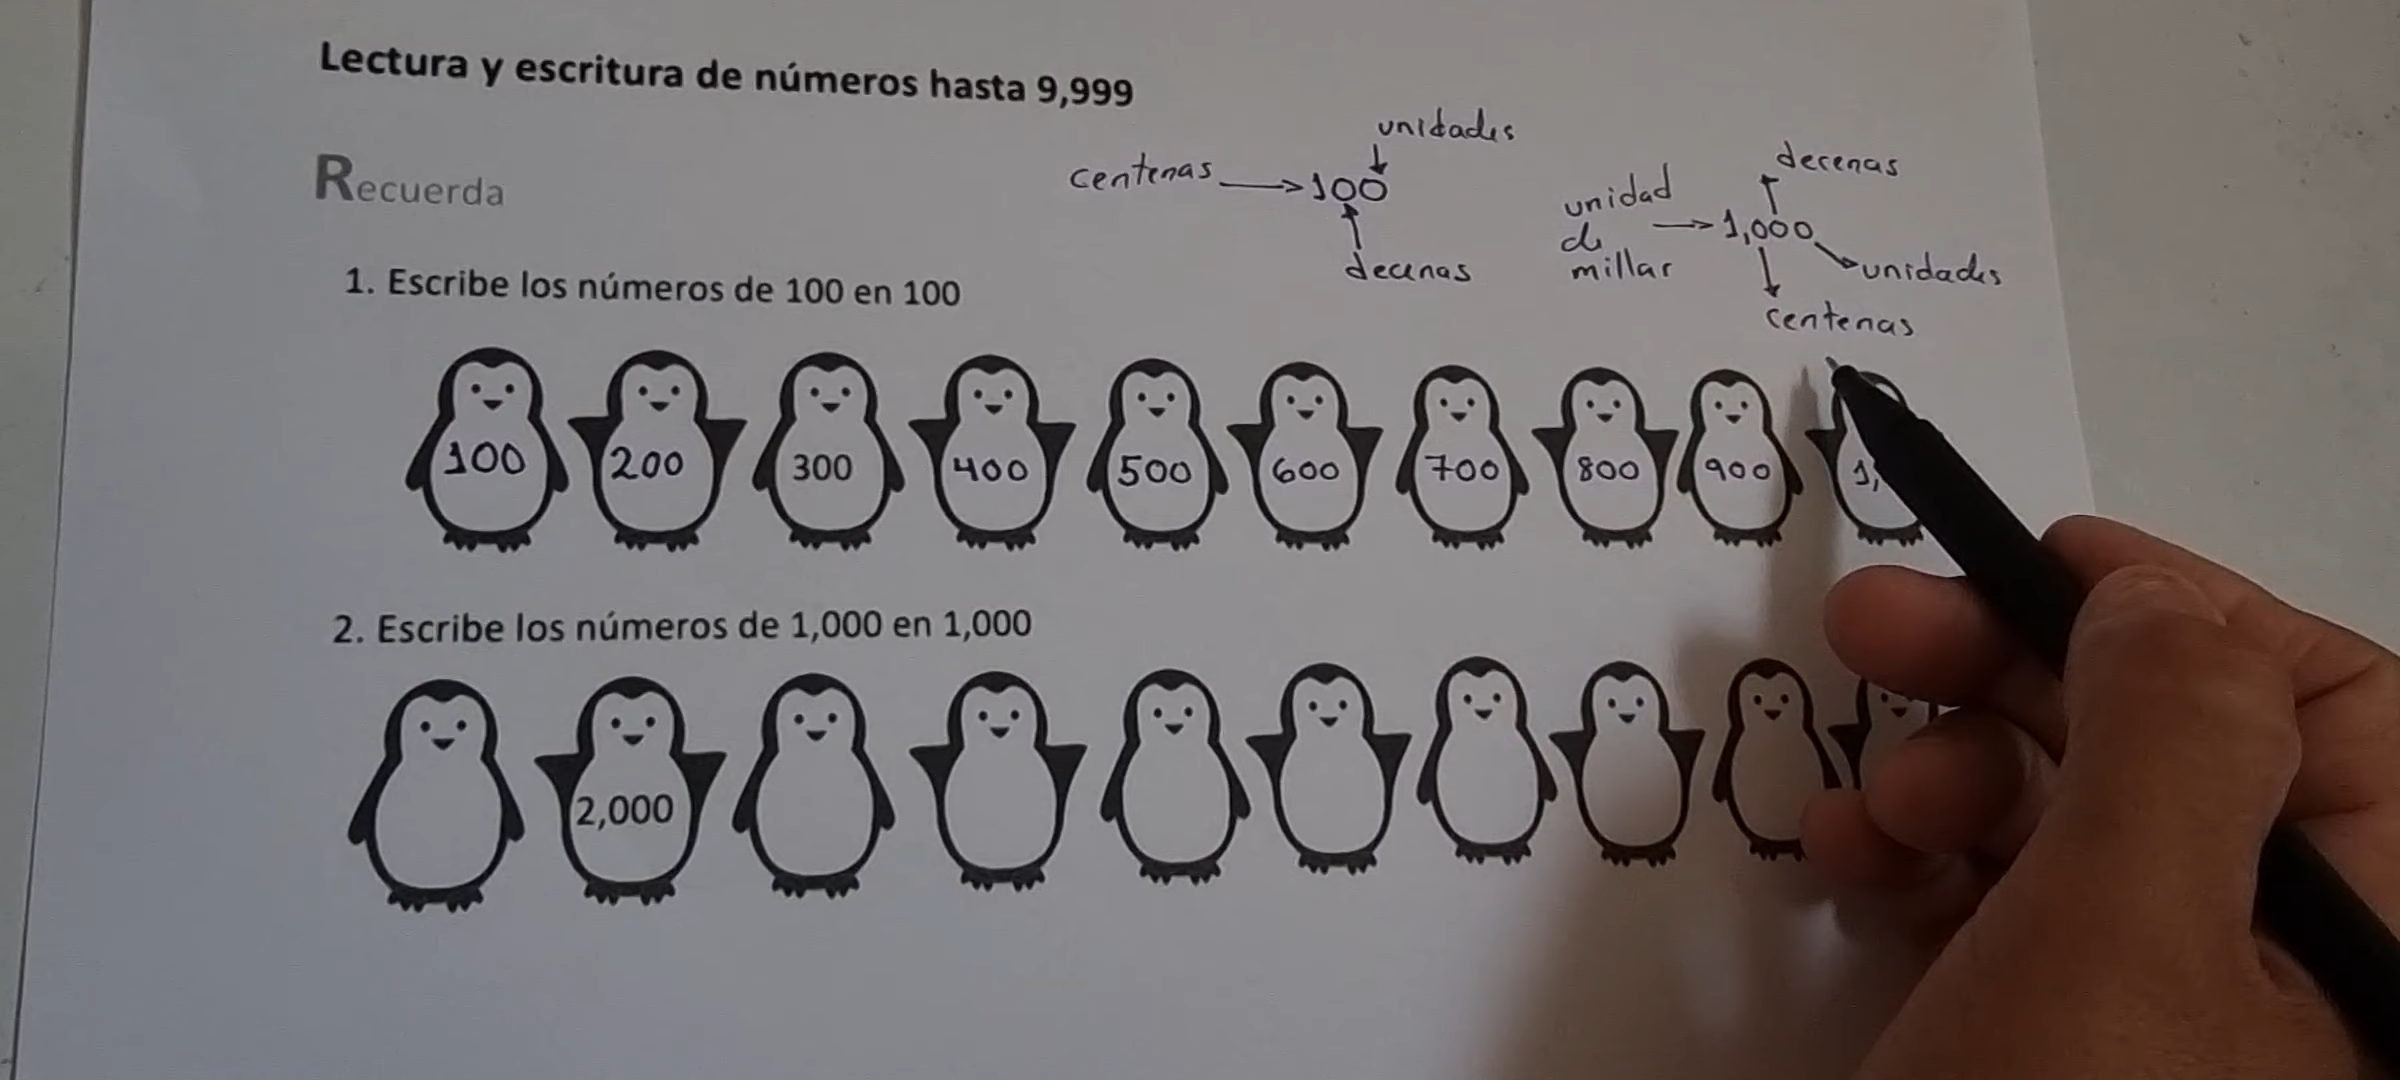 Lectura y escritura de números hasta 9,999
Recuerda
centenas
100
unidades
decenas
unidad
de
millar
1,000
decenas
unidades
centenas
1. Escribe los números de 100 en 100
100 200 300 400 500 600 700 800 900 1,
2. Escribe los números de 1,000 en 1,000
2,000